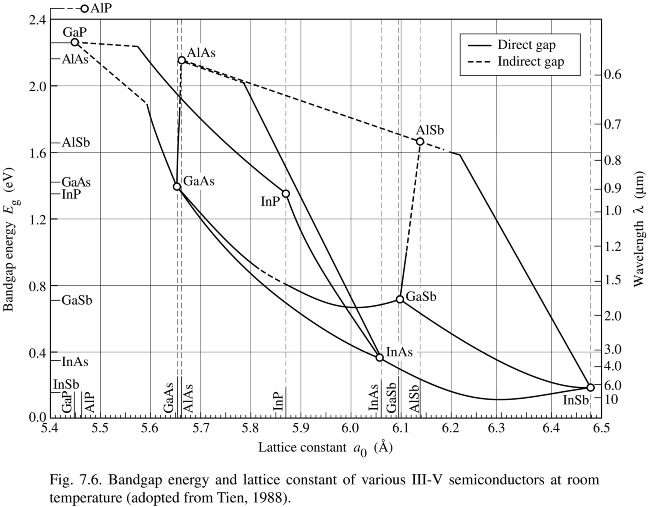 AlP
2.4
GaP
AlAs
Direct gap
Indirect gap
AlAs
0.6
2.0
0.7
AlSb
AlSb
1.6
0.8
GaAs
GaAs
0.9
InP
InP
1.0
1.2
1.2
Bandgap energy Eg (eV)
Wavelength λ (µm)
0.8
1.5
GaSb
GaSb
2.0
0.4
InAs
InAs
3.0
4.0
InSb
6.0
InSb
10
0.0
GaP
AlP
GaAs
AlAs
InP
InAs
GaSb
AlSb
5.4 5.5 5.6 5.7 5.8 5.9 6.0 6.1 6.2 6.3 6.4 6.5
Lattice constant a0 (Å)
Fig. 7.6. Bandgap energy and lattice constant of various III-V semiconductors at room
temperature (adopted from Tien, 1988).